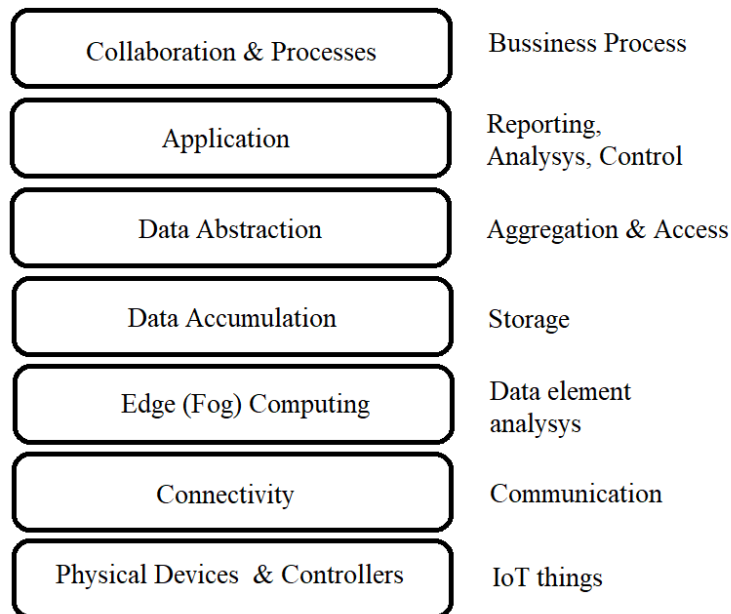 Collaboration & Processes
Bussiness Process
Application
Reporting,
Analysys, Control
Data Abstraction
Aggregation & Access
Data Accumulation
Storage
Edge (Fog) Computing
Data element
analysys
Connectivity
Communication
Physical Devices & Controllers
IoT things